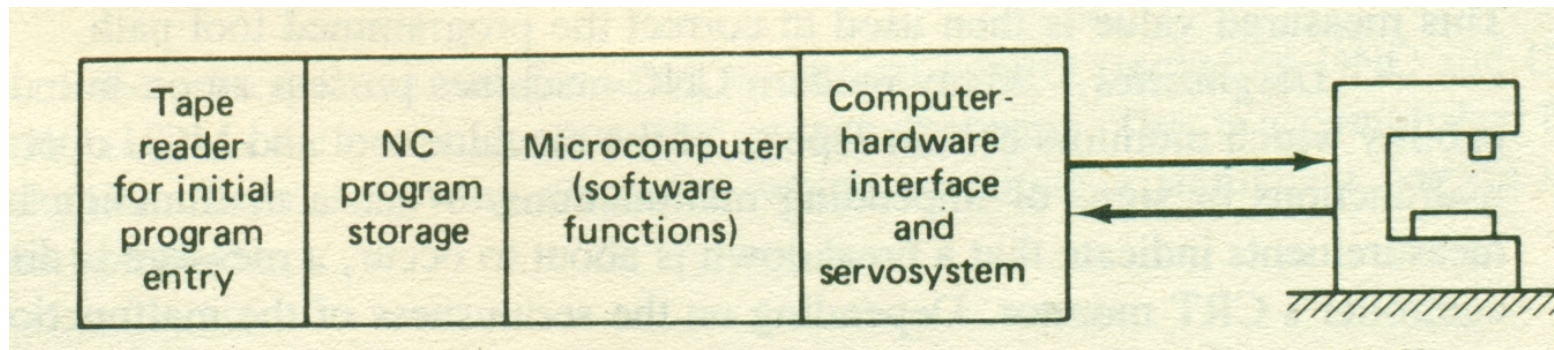 Tape
reader
for initial
program
entry
NC
program
storage
Microcomputer
(software
functions)
Computer-
hardware
interface
and
servosystem